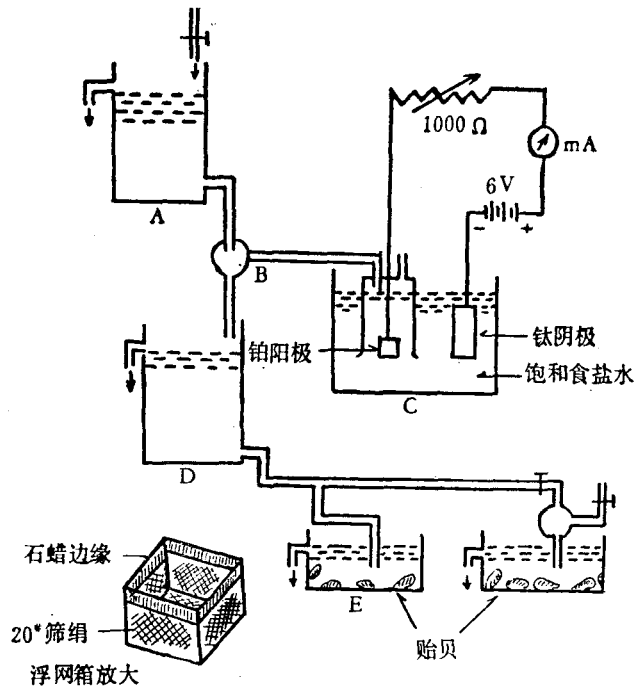 A
1000 Ω
mA
6V
- +
B
铂阳极
钛阴极
饱和食盐水
C
D
石蜡边缘
20# 筛绢
浮网箱放大
E
贻贝